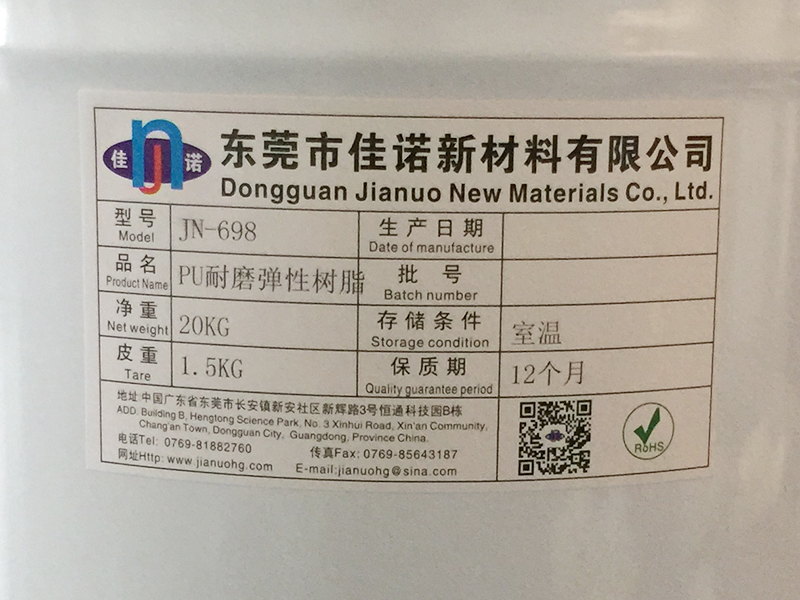 佳 nJ 诺
东莞市佳诺新材料有限公司
Dongguan Jianuo New Materials Co., Ltd.
型号 JN-698 生产日期
Model Date of manufacture
品名 PU耐磨弹性树脂 批号
Product Name Batch number
净重 20KG 存储条件 室温
Net weight Storage condition
皮重 1.5KG 保质期 12个月
Tare Quality guarantee period
地址:中国广东省东莞市长安镇新安社区新辉路3号恒通科技园B栋
ADD. Building B, Hengtong Science Park, No. 3 Xinhui Road, Xin'an Community,
Chang'an Town, Dongguan City, Guangdong, Province China.
电话Tel: 0769-81882760 传真Fax: 0769-85643187
网址Http: www.jianuohg.com E-mail:jianuohg@sina.com
RoHS